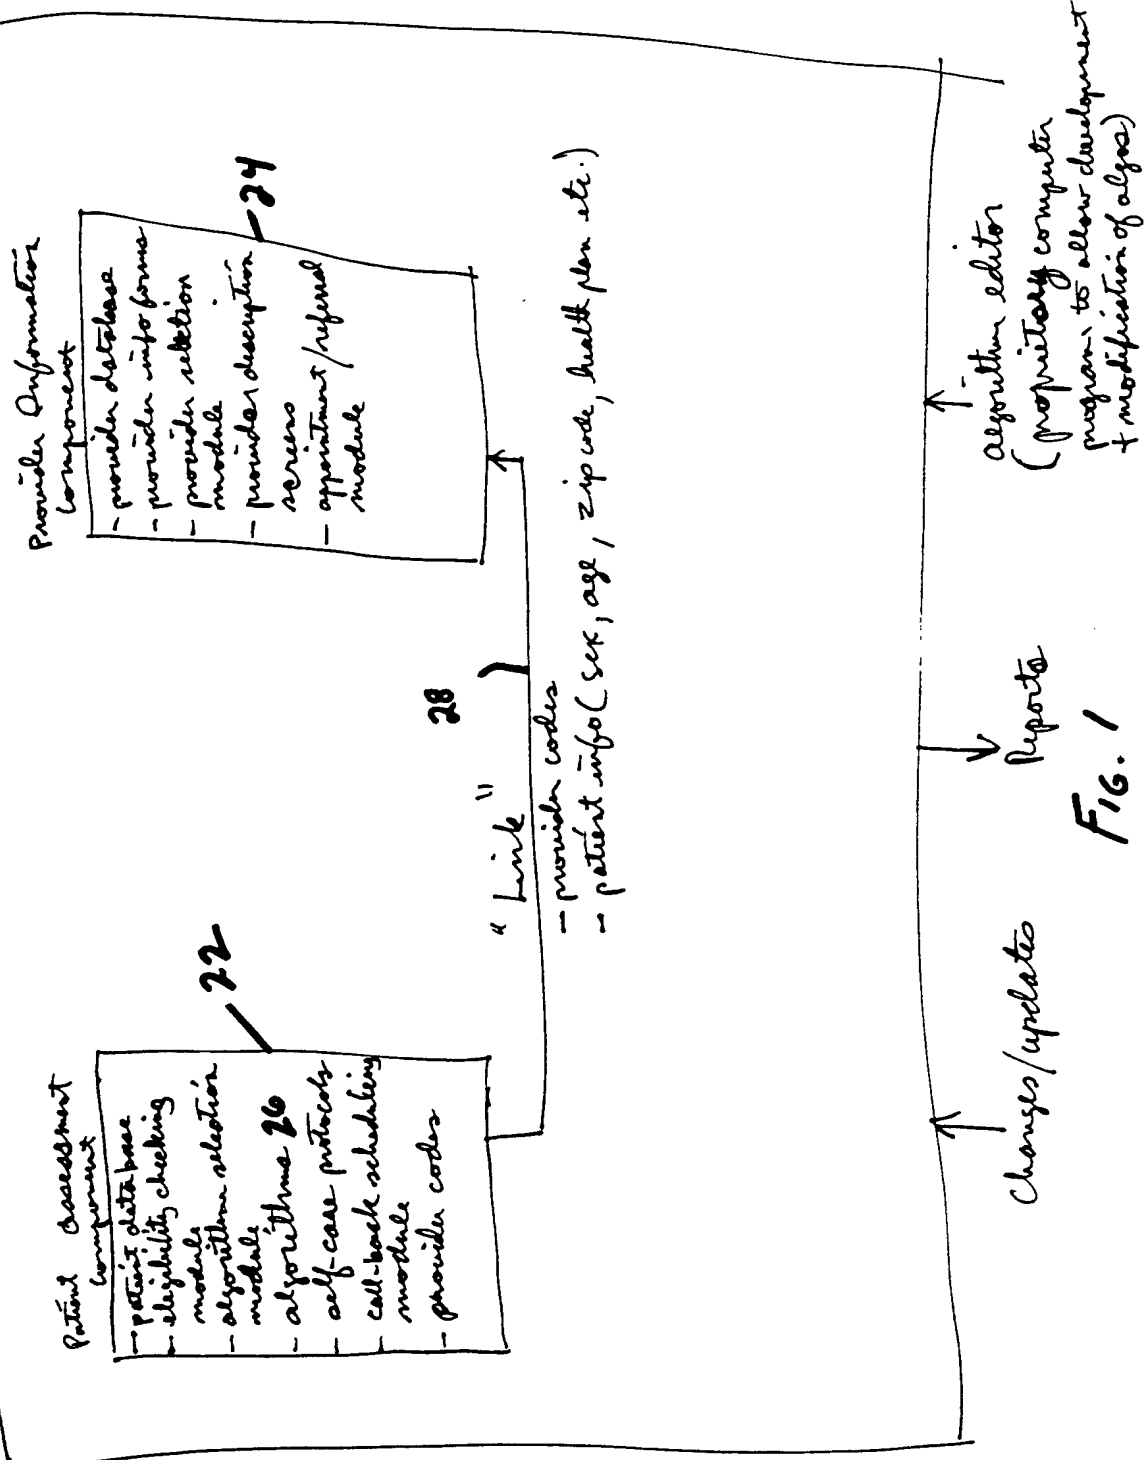 Patient assessment
component
- patient database
- eligibility checking
module
- algorithm selection
module
- algorithms 26
- self-care protocols
- call-back scheduling
module
- provider codes
22
Provider Information
Component
- provider database
- provider info forms
- provider selection
module
- provider description
screens
- appointment/referral
module
24
28
"Link"
- provider codes
- patient info (sex, age, zip code, health plan etc.)
Changes/updates
Reports
algorithm editor
(proprietary computer
program to allow development
+ modification of algos)
FIG. 1